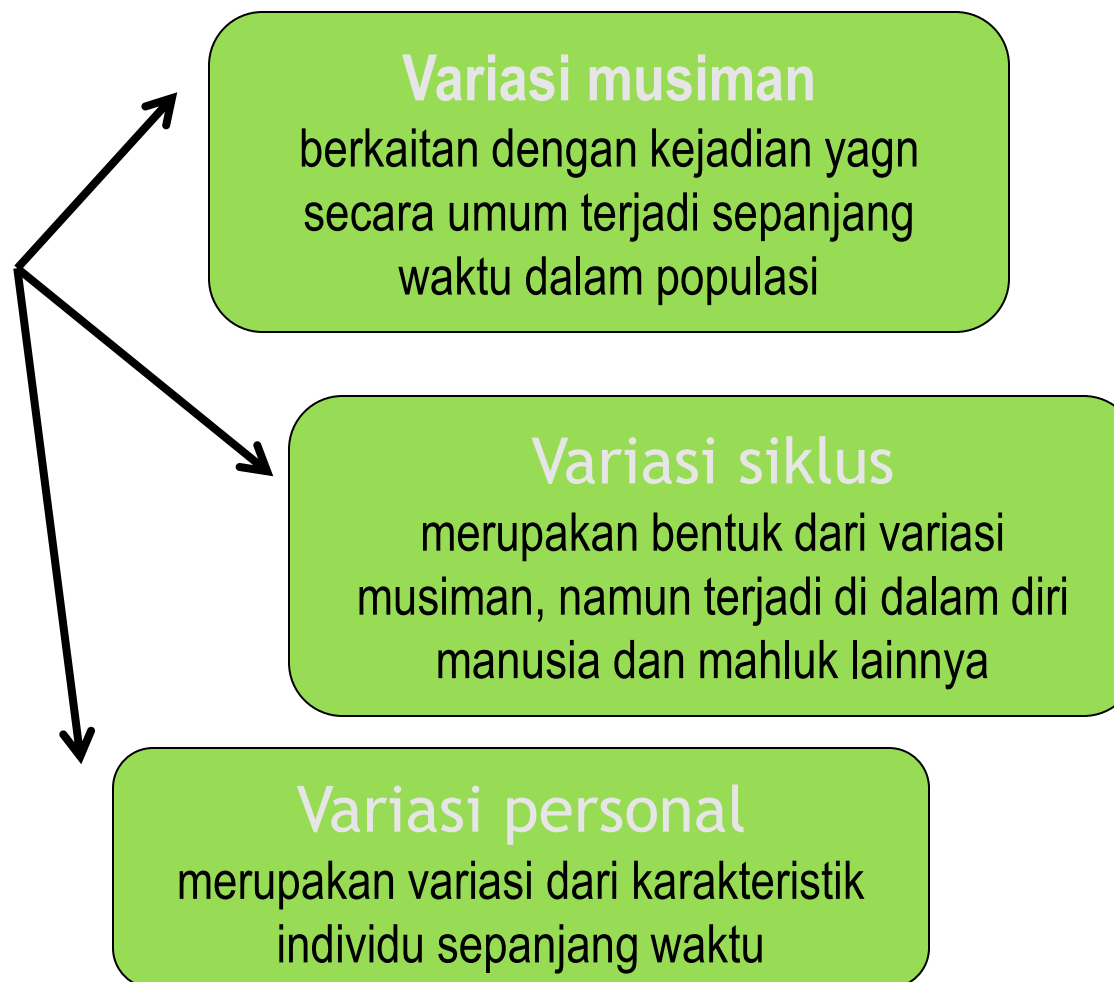 Variasi musiman
berkaitan dengan kejadian yagn
secara umum terjadi sepanjang
waktu dalam populasi
Variasi siklus
merupakan bentuk dari variasi
musiman, namun terjadi di dalam diri
manusia dan mahluk lainnya
Variasi personal
merupakan variasi dari karakteristik
individu sepanjang waktu